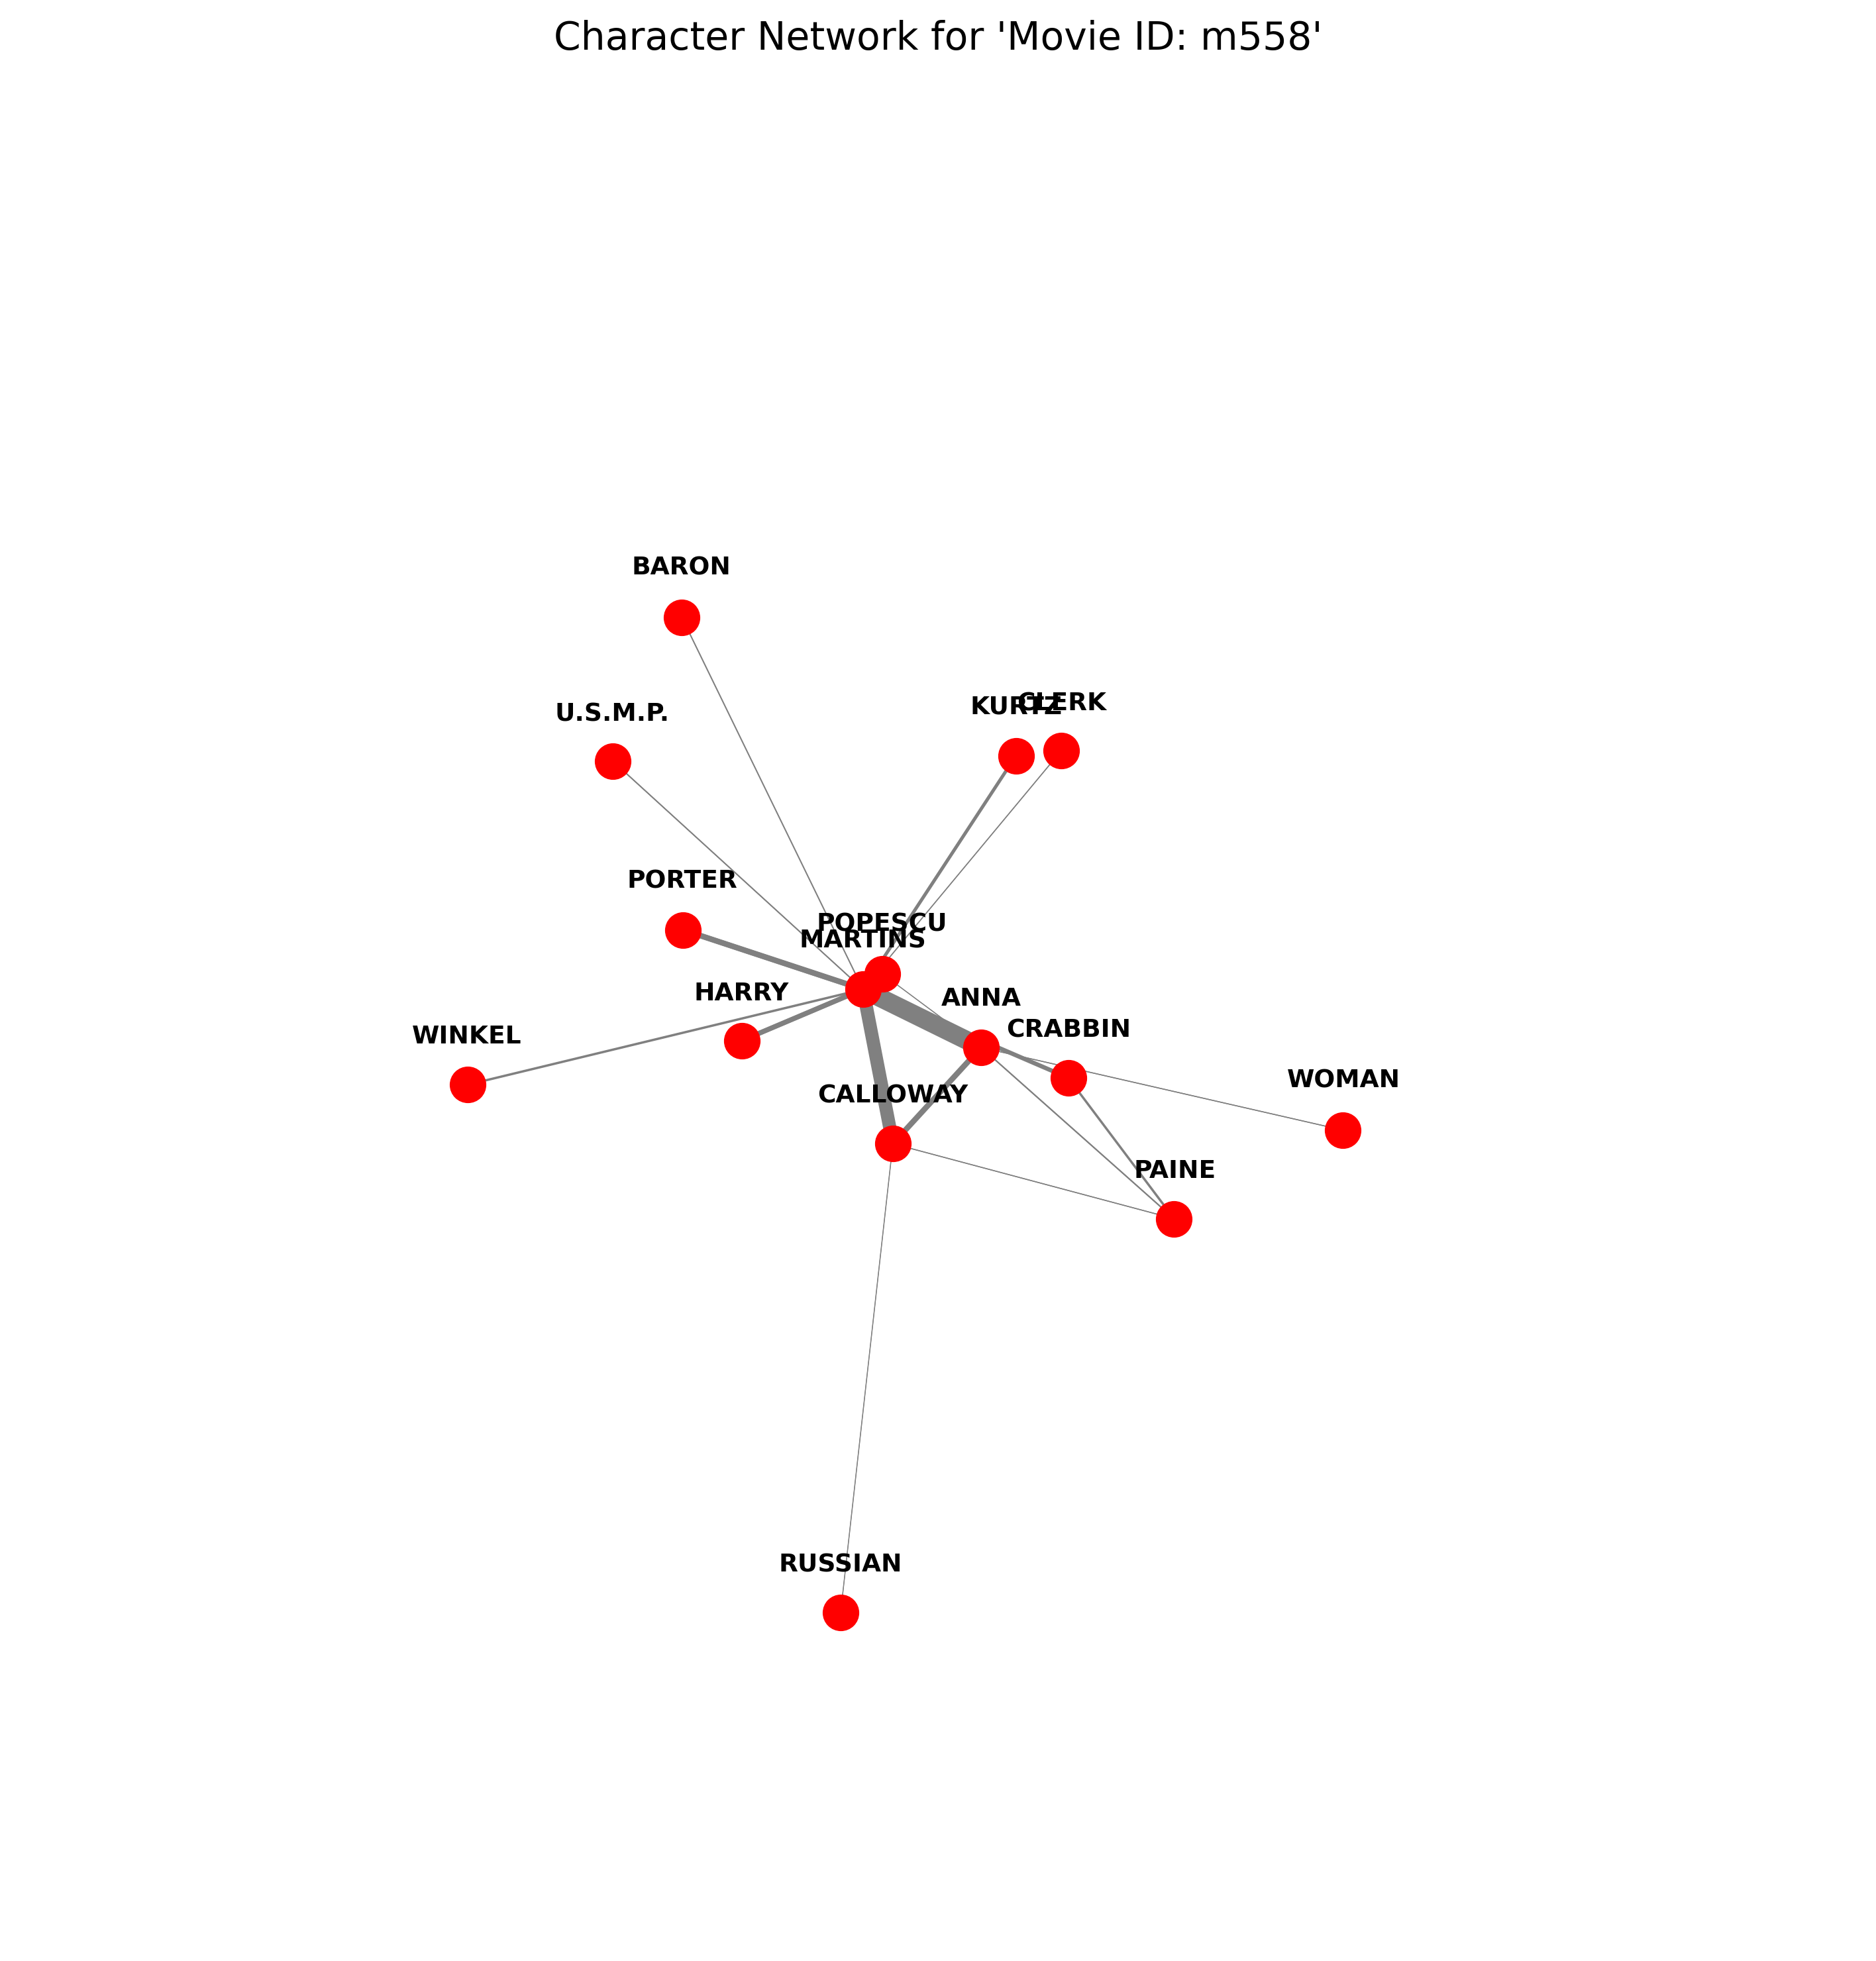 Character Network for 'Movie ID: m558'
BARON
U.S.M.P.
KURTZ
CLERK
PORTER
POPESCU
MARTINS
HARRY
ANNA
CRABBIN
WINKEL
WOMAN
CALLOWAY
PAINE
RUSSIAN